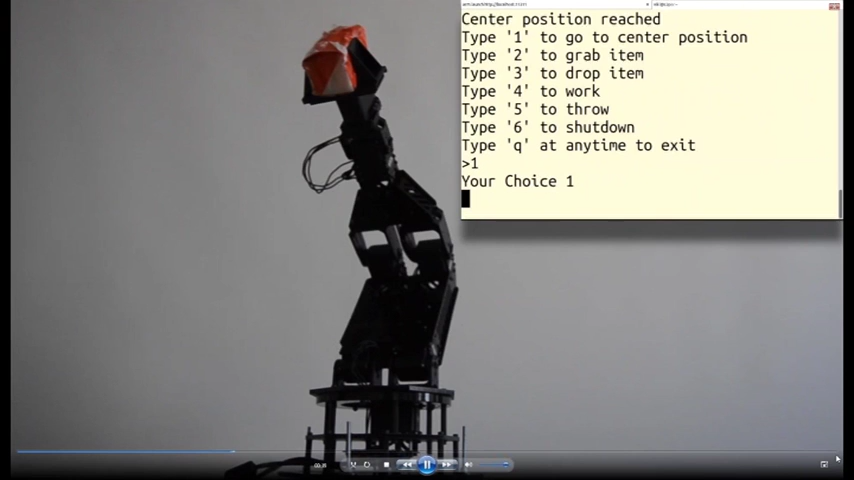 Center position reached
Type '1' to go to center position
Type '2' to grab item
Type '3' to drop item
Type '4' to work
Type '5' to throw
Type '6' to shutdown
Type 'q' at anytime to exit
>1
Your Choice 1